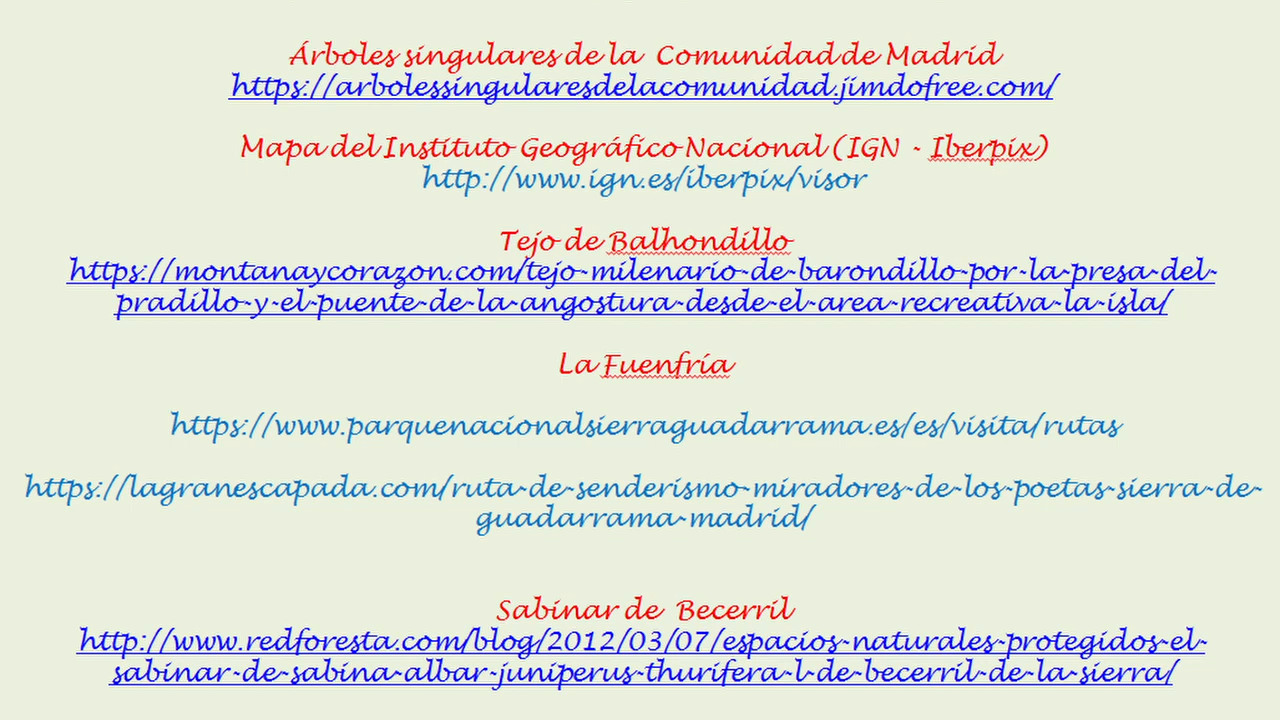 Árboles singulares de la Comunidad de Madrid
https://arbolessingularesdelacomunidad.jimdofree.com/
Mapa del Instituto Geográfico Nacional (IGN - Iberpix)
http://www.ign.es/iberpix/visor
Tejo de Balhondillo
https://montanaycorazon.com/tejo-milenario-de-barondillo-por-la-presa-del-
pradillo-y-el-puente-de-la-angostura-desde-el-area-recreativa-la-isla/
La Fuenfría
https://www.parquenacionalsierraguadarrama.es/es/visita/rutas
https://lagranescapada.com/ruta-de-senderismo-miradores-de-los-poetas-sierra-de-
guadarrama-madrid/
Sabinar de Becerril
http://www.redforesta.com/blog/2012/03/07/espacios-naturales-protegidos-el-
sabinar-de-sabina-albar-juniperus-thurifera-l-de-becerril-de-la-sierra/